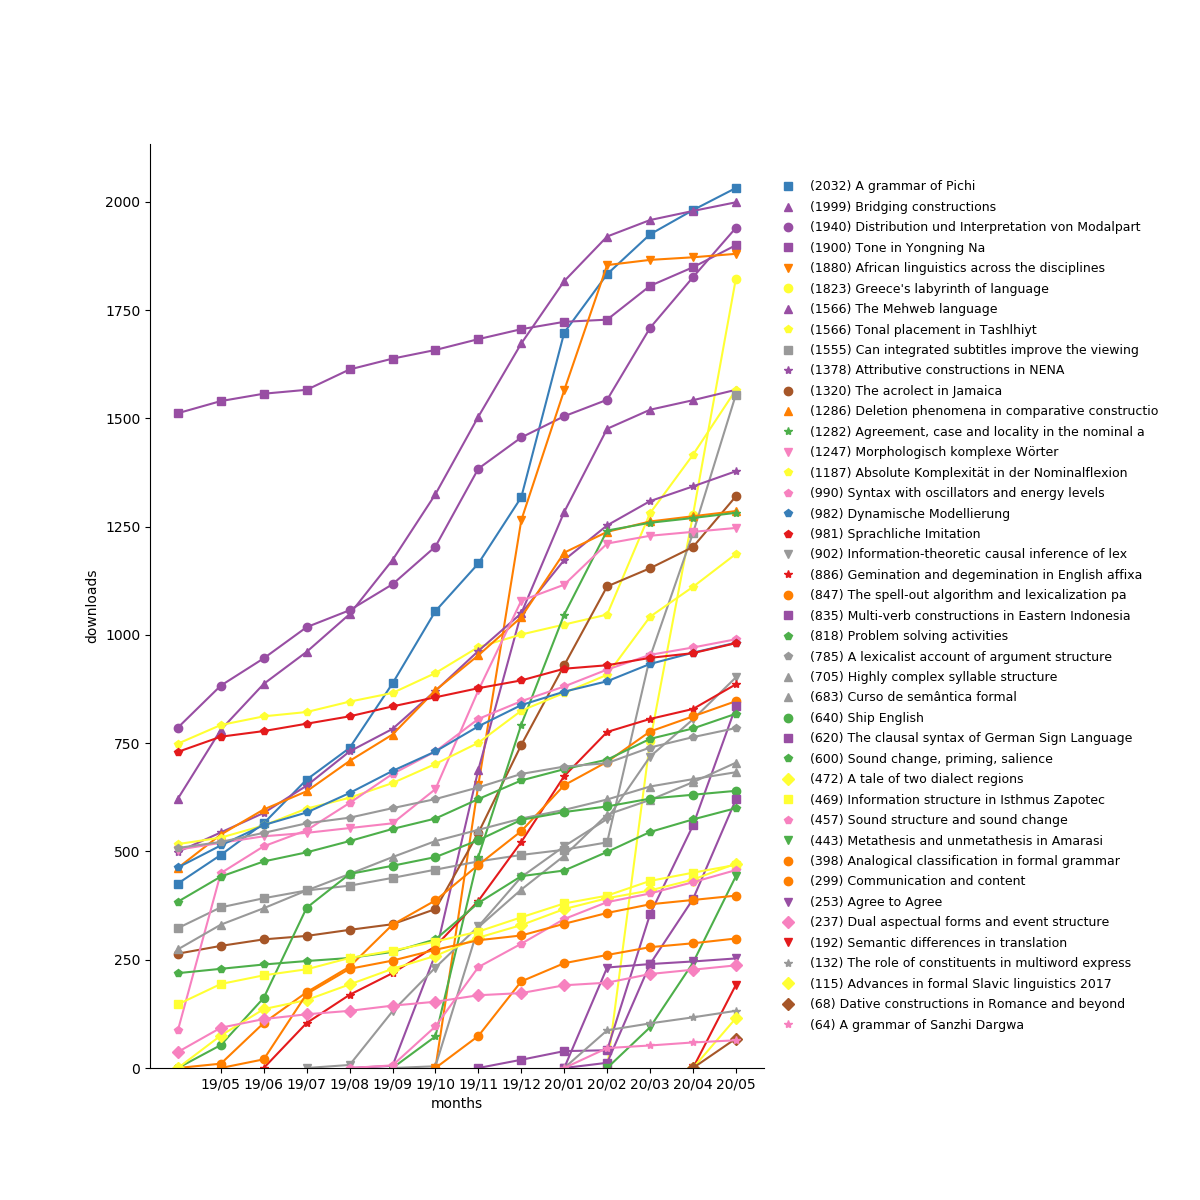 2000
1750
1500
1250
1000
750
500
250
0
downloads
19/05 19/06 19/07 19/08 19/09 19/10 19/11 19/12 20/01 20/02 20/03 20/04 20/05
months
(2032) A grammar of Pichi
(1999) Bridging constructions
(1940) Distribution und Interpretation von Modalpart
(1900) Tone in Yongning Na
(1880) African linguistics across the disciplines
(1823) Greece's labyrinth of language
(1566) The Mehweb language
(1566) Tonal placement in Tashlhiyt
(1555) Can integrated subtitles improve the viewing
(1378) Attributive constructions in NENA
(1320) The acrolect in Jamaica
(1286) Deletion phenomena in comparative constructio
(1282) Agreement, case and locality in the nominal a
(1247) Morphologisch komplexe Wörter
(1187) Absolute Komplexität in der Nominalflexion
(990) Syntax with oscillators and energy levels
(982) Dynamische Modellierung
(981) Sprachliche Imitation
(902) Information-theoretic causal inference of lex
(886) Gemination and degemination in English affixa
(847) The spell-out algorithm and lexicalization pa
(835) Multi-verb constructions in Eastern Indonesia
(818) Problem solving activities
(785) A lexicalist account of argument structure
(705) Highly complex syllable structure
(683) Curso de semântica formal
(640) Ship English
(620) The clausal syntax of German Sign Language
(600) Sound change, priming, salience
(472) A tale of two dialect regions
(469) Information structure in Isthmus Zapotec
(457) Sound structure and sound change
(443) Metathesis and unmetathesis in Amarasi
(398) Analogical classification in formal grammar
(299) Communication and content
(253) Agree to Agree
(237) Dual aspectual forms and event structure
(192) Semantic differences in translation
(132) The role of constituents in multiword express
(115) Advances in formal Slavic linguistics 2017
(68) Dative constructions in Romance and beyond
(64) A grammar of Sanzhi Dargwa